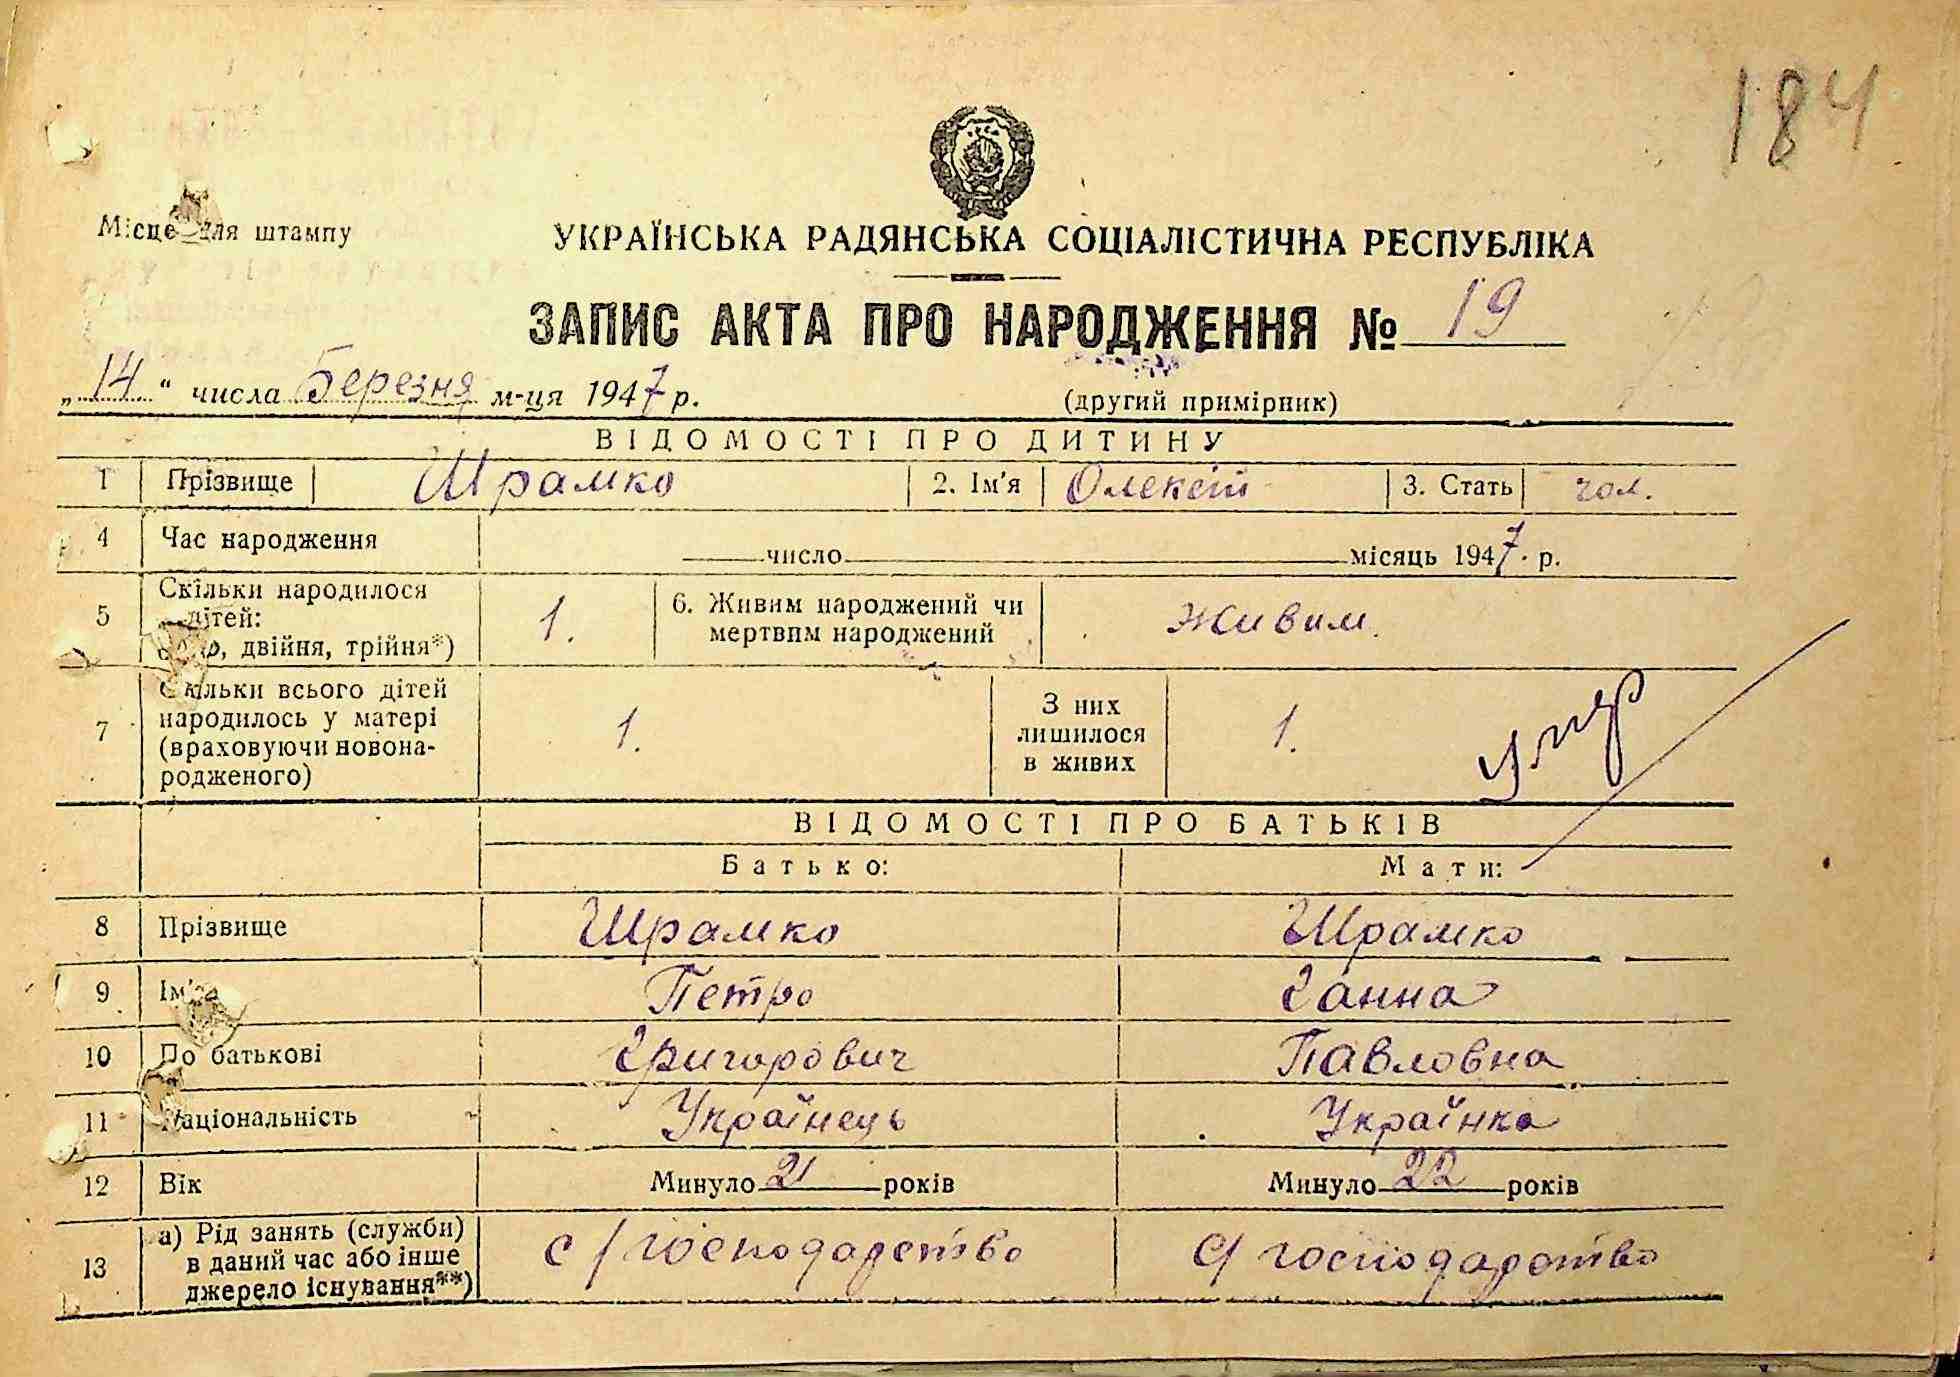 184
Місце для штампу
УКРАЇНСЬКА РАДЯНСЬКА СОЦІАЛІСТИЧНА РЕСПУБЛІКА
ЗАПИС АКТА ПРО НАРОДЖЕННЯ № 19
„14“ числа Березня м-ця 1947 р.
(другий примірник)
ВІДОМОСТІ ПРО ДИТИНУ
1 Прізвище Шрамко 2. Ім'я Олексій 3. Стать чол.
4 Час народження число місяць 1947 р.
5 Скільки народилося дітей: одно, двійня, трійня*) 1. 6. Живим народжений чи мертвим народжений Живим.
7 Скільки всього дітей народилось у матері (враховуючи новонародженого) 1. З них лишилося в живих 1.
умер
ВІДОМОСТІ ПРО БАТЬКІВ
Батько: Мати:
8 Прізвище Шрамко Шрамко
9 Ім'я Петро Ганна
10 По батькові Григорович Павловна
11 Національність Українець Українка
12 Вік Минуло 21 років Минуло 22 років
13 а) Рід занять (служби) в даний час або інше джерело існування**) с/господарство с/господарство